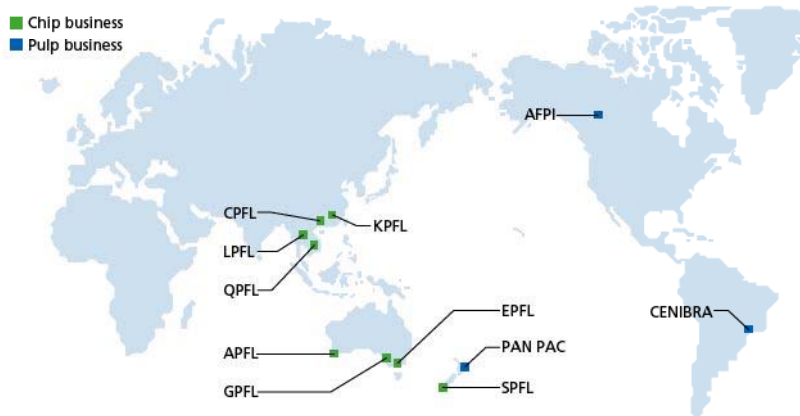 Chip business
Pulp business
AFPI
CPFL
KPFL
LPFL
QPFL
EPFL
CENIBRA
APFL
PAN PAC
GPFL
SPFL